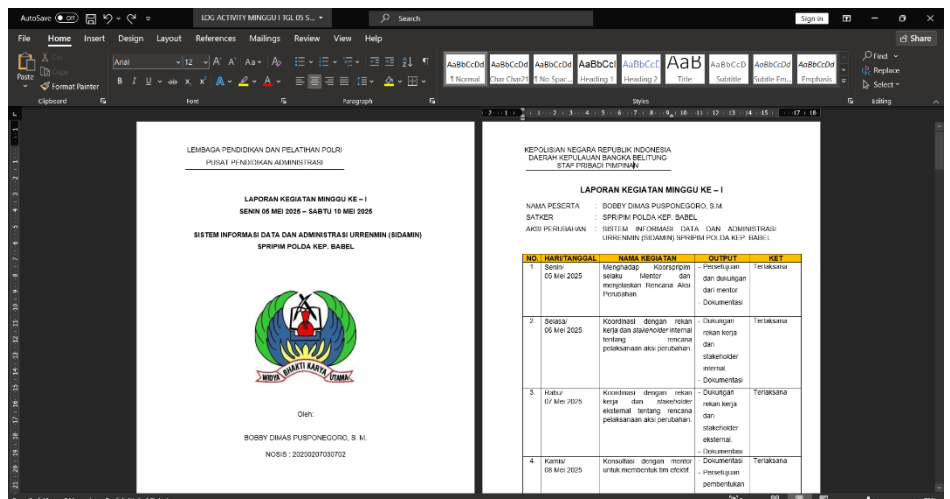 AutoSave Off
LOG ACTIVITY MINGGU I TGL 05 S...
Search
Sign in
File Home Insert Design Layout References Mailings Review View Help
Share
Paste
Cut
Copy
Format Painter
Arial
12
Clipboard
Font
Paragraph
AaBbCcDd AaBbCcDd AaBbCcDd AaBbCcI AaBbCcD AaB AaBbCcD AaBbCcDd AaBbCcDd
¶ Normal Char Char21 ¶ No Spac... Heading 1 Heading 2 Title Subtitle Subtle Em... Emphasis
Styles
Find
Replace
Select
Editing
LEMBAGA PENDIDIKAN DAN PELATIHAN POLRI
PUSAT PENDIDIKAN ADMINISTRASI
LAPORAN KEGIATAN MINGGU KE – I
SENIN 05 MEI 2025 – SABTU 10 MEI 2025
SISTEM INFORMASI DATA DAN ADMINISTRASI URRENMIN (SIDAMIN)
SPRIPIM POLDA KEP. BABEL
WIDYA BHAKTI KARYA UTAMA
Oleh:
BOBBY DIMAS PUSPONEGORO, S. M.
NOSIS : 20250207030702
KEPOLISIAN NEGARA REPUBLIK INDONESIA
DAERAH KEPULAUAN BANGKA BELITUNG
STAF PRIBADI PIMPINAN
LAPORAN KEGIATAN MINGGU KE – I
NAMA PESERTA : BOBBY DIMAS PUSPONEGORO, S.M.
SATKER : SPRIPIM POLDA KEP. BABEL
AKSI PERUBAHAN : SISTEM INFORMASI DATA DAN ADMINISTRASI
URRENMIN (SIDAMIN) SPRIPIM POLDA KEP. BABEL
NO. HARI/TANGGAL NAMA KEGIATAN OUTPUT KET
1 Senin/
05 Mei 2025
Menghadap Koorspripim
selaku Mentor dan
menjelaskan Rencana Aksi
Perubahan.
- Persetujuan
dan dukungan
dari mentor
- Dokumentasi
Terlaksana
2. Selasa/
06 Mei 2025
Koordinasi dengan rekan
kerja dan stakeholder internal
tentang rencana
pelaksanaan aksi perubahan.
- Dukungan
rekan kerja
dan
stakeholder
internal
- Dokumentasi
Terlaksana
3. Rabu/
07 Mei 2025
Koordinasi dengan rekan
kerja dan stakeholder
eksternal tentang rencana
pelaksanaan aksi perubahan.
- Dukungan
rekan kerja
dan
stakeholder
eksternal.
- Dokumentasi
Terlaksana
4. Kamis/
08 Mei 2025
Konsultasi dengan mentor
untuk membentuk tim efektif.
- Dokumentasi
- Persetujuan
pembentukan
Terlaksana